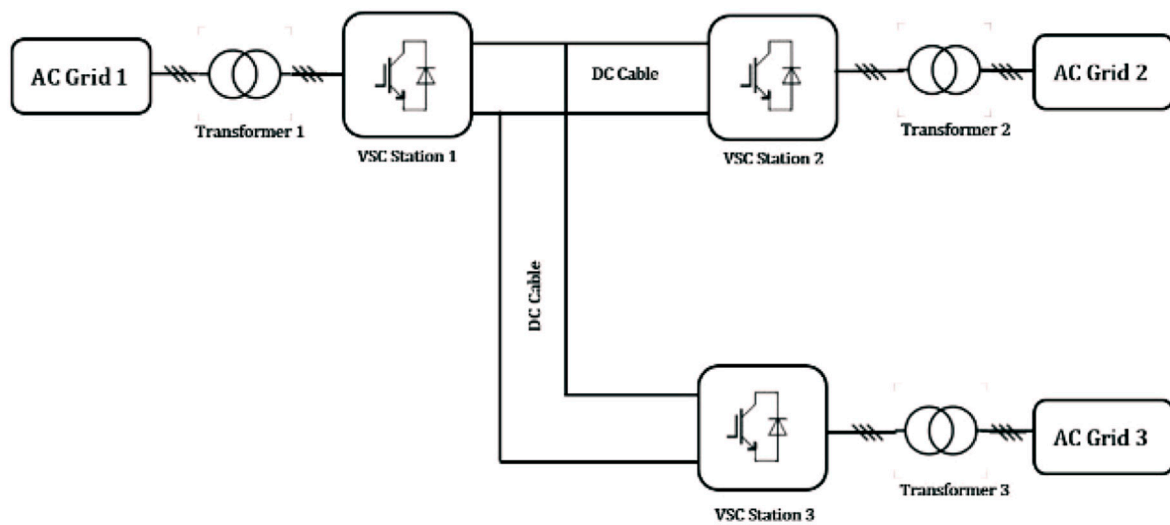 AC Grid 1
Transformer 1
VSC Station 1
DC Cable
VSC Station 2
Transformer 2
AC Grid 2
DC Cable
VSC Station 3
Transformer 3
AC Grid 3